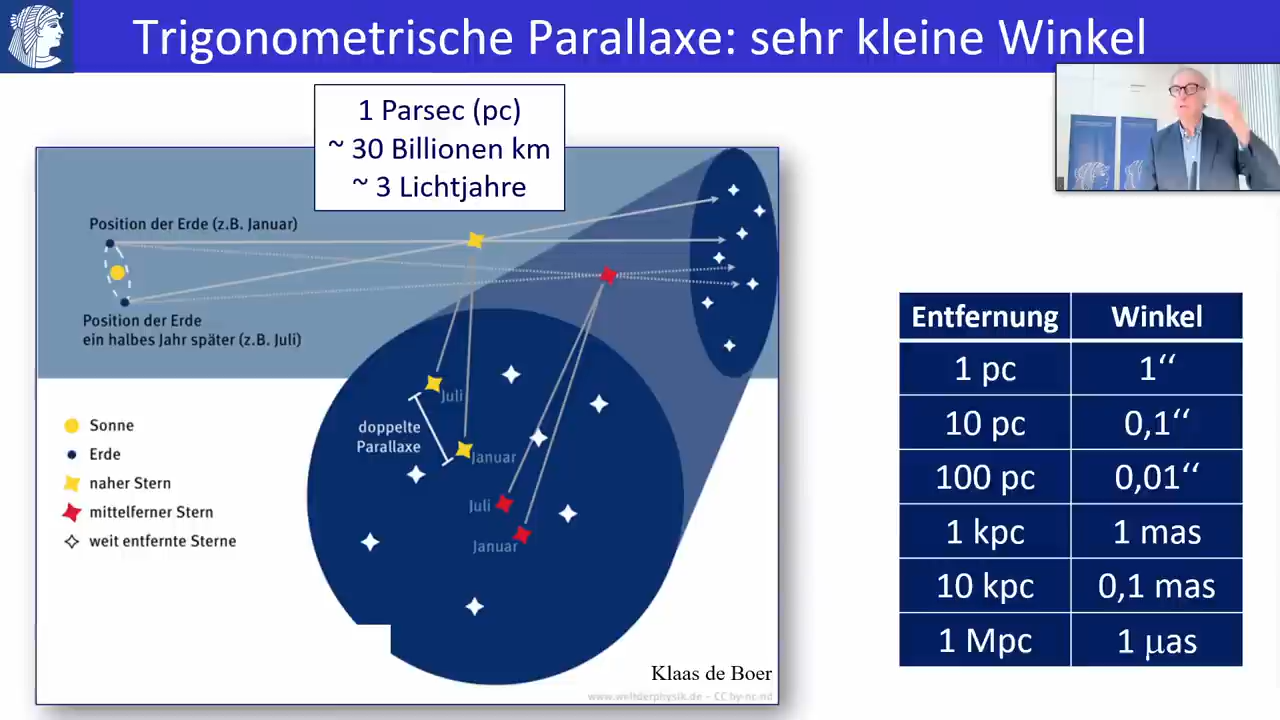 Trigonometrische Parallaxe: sehr kleine Winkel
1 Parsec (pc)
~ 30 Billionen km
~ 3 Lichtjahre
Position der Erde (z.B. Januar)
Position der Erde
ein halbes Jahr später (z.B. Juli)
Juli
doppelte
Parallaxe
Januar
Juli
Januar
Sonne
Erde
naher Stern
mittelferner Stern
weit entfernte Sterne
Klaas de Boer
www.weltderphysik.de – CC by-nc-nd
Entfernung Winkel
1 pc 1“
10 pc 0,1“
100 pc 0,01“
1 kpc 1 mas
10 kpc 0,1 mas
1 Mpc 1 μas